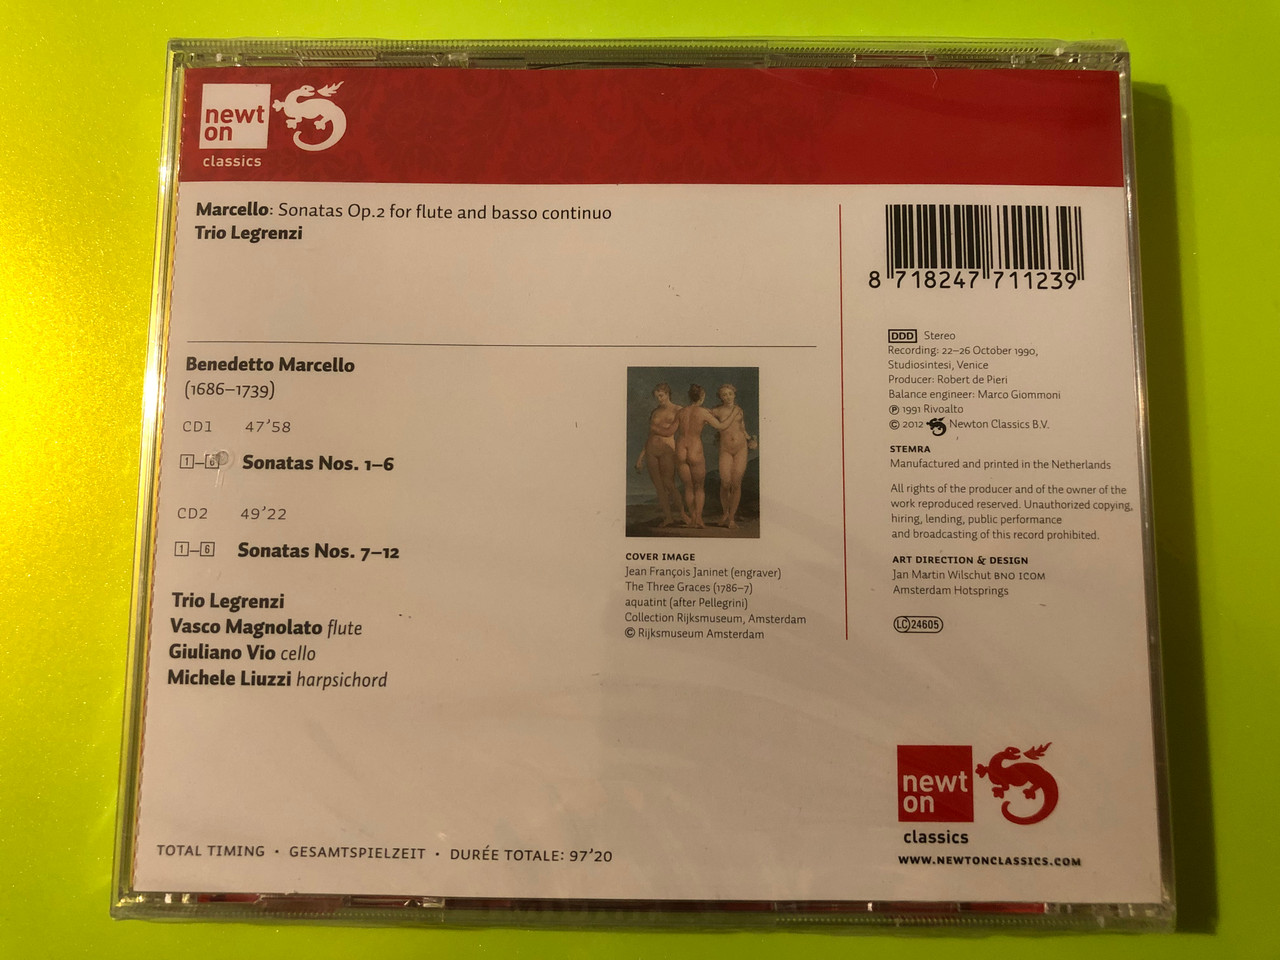 newt
on
classics
Marcello: Sonatas Op.2 for flute and basso continuo
Trio Legrenzi
8 718247 711239
Benedetto Marcello
(1686–1739)
CD1 47’58
1–6 Sonatas Nos. 1–6
CD2 49’22
1–6 Sonatas Nos. 7–12
Trio Legrenzi
Vasco Magnolato flute
Giuliano Vio cello
Michele Liuzzi harpsichord
COVER IMAGE
Jean François Janinet (engraver)
The Three Graces (1786–7)
aquatint (after Pellegrini)
Collection Rijksmuseum, Amsterdam
© Rijksmuseum Amsterdam
DDD Stereo
Recording: 22–26 October 1990,
Studiosintesi, Venice
Producer: Robert de Pieri
Balance engineer: Marco Giommoni
℗ 1991 Rivoalto
© 2012 Newton Classics B.V.
STEMRA
Manufactured and printed in the Netherlands
All rights of the producer and of the owner of the
work reproduced reserved. Unauthorized copying,
hiring, lending, public performance
and broadcasting of this record prohibited.
ART DIRECTION & DESIGN
Jan Martin Wilschut BNO ICOM
Amsterdam Hotsprings
LC 24605
newt
on
classics
WWW.NEWTONCLASSICS.COM
TOTAL TIMING · GESAMTSPIELZEIT · DURÉE TOTALE: 97’20